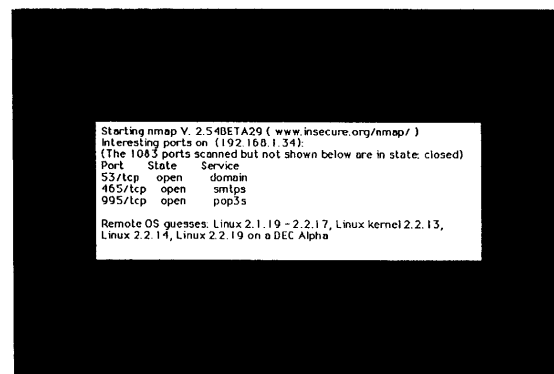 Starting nmap V. 2.54BETA29 ( www.insecure.org/nmap/ )
Interesting ports on (192.168.1.34):
(The 1083 ports scanned but not shown below are in state: closed)
Port State Service
53/tcp open domain
465/tcp open smtps
995/tcp open pop3s
Remote OS guesses: Linux 2.1.19 - 2.2.17, Linux kernel 2.2.13,
Linux 2.2.14, Linux 2.2.19 on a DEC Alpha